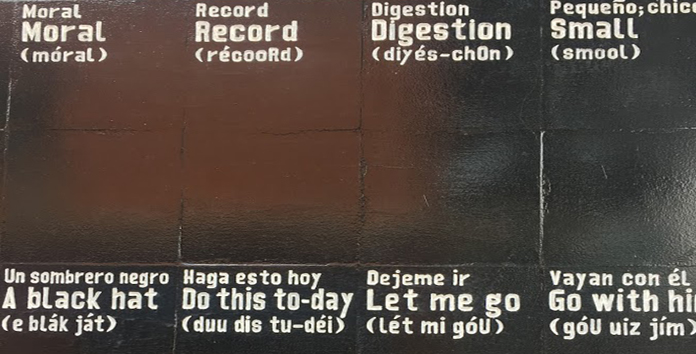 Moral
Moral
(móral)
Record
Record
(récooRd)
Digestion
Digestion
(diyés-chOn)
Pequeño; chico
Small
(smool)
Un sombrero negro
A black hat
(e blák ját)
Haga esto hoy
Do this to-day
(duu dis tu-déi)
Dejeme ir
Let me go
(lét mi góU)
Vayan con él
Go with hi
(góU uiz jím)